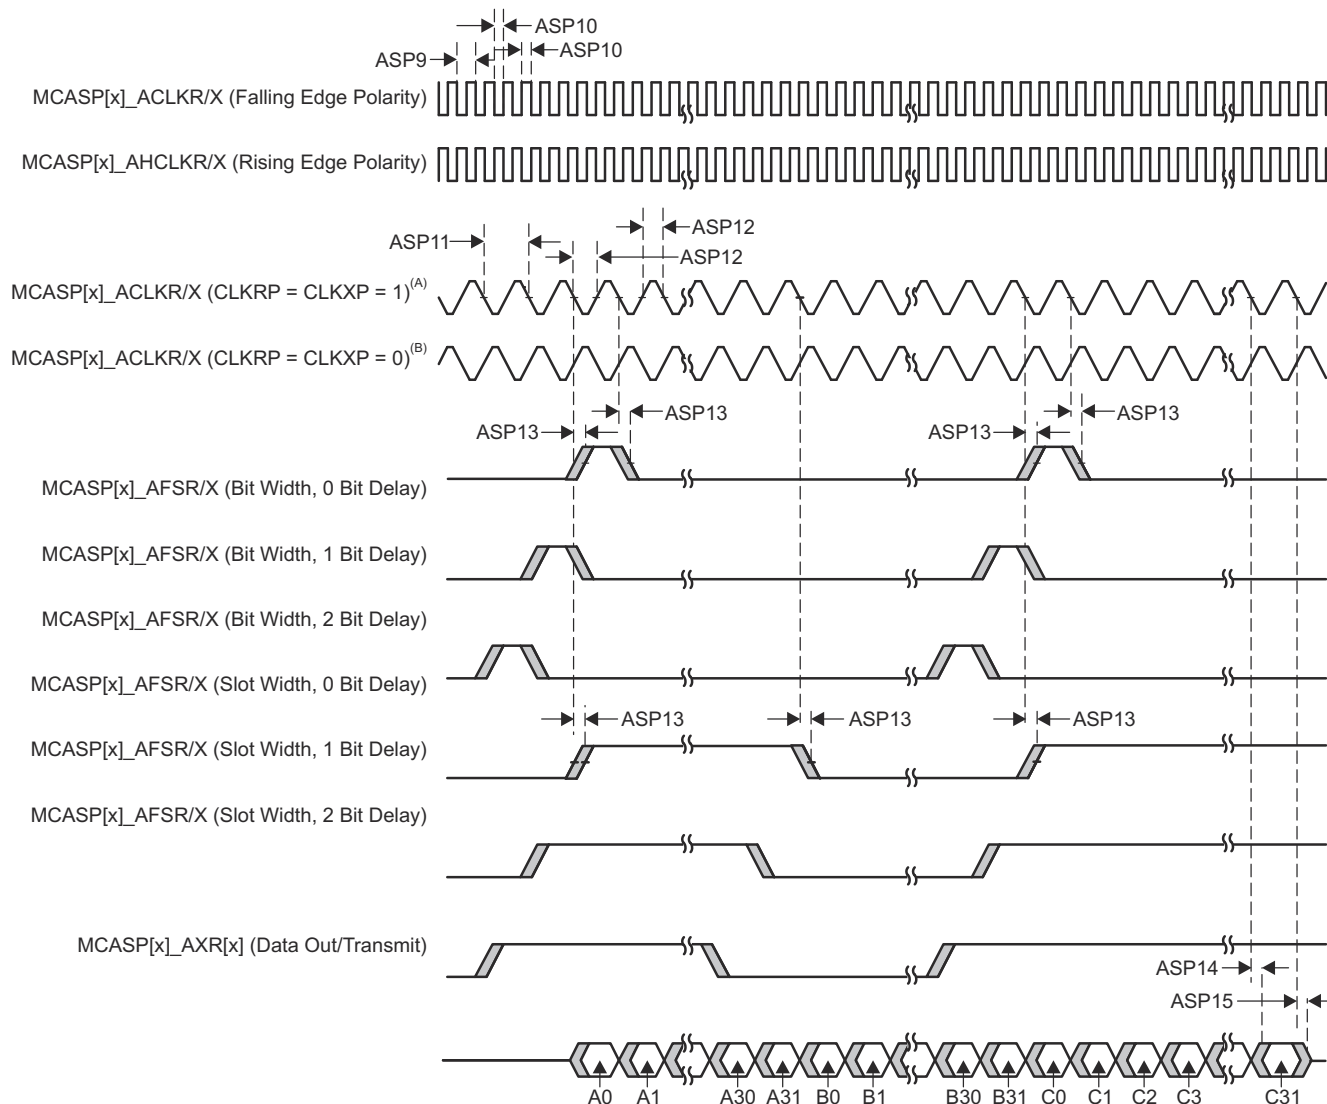 ASP10
ASP9 ASP10
MCASP[x]_ACLKR/X (Falling Edge Polarity)
MCASP[x]_AHCLKR/X (Rising Edge Polarity)
ASP12
ASP11 ASP12
MCASP[x]_ACLKR/X (CLKRP = CLKXP = 1)(A)
MCASP[x]_ACLKR/X (CLKRP = CLKXP = 0)(B)
ASP13 ASP13
ASP13 ASP13
MCASP[x]_AFSR/X (Bit Width, 0 Bit Delay)
MCASP[x]_AFSR/X (Bit Width, 1 Bit Delay)
MCASP[x]_AFSR/X (Bit Width, 2 Bit Delay)
MCASP[x]_AFSR/X (Slot Width, 0 Bit Delay)
ASP13 ASP13 ASP13
MCASP[x]_AFSR/X (Slot Width, 1 Bit Delay)
MCASP[x]_AFSR/X (Slot Width, 2 Bit Delay)
MCASP[x]_AXR[x] (Data Out/Transmit)
ASP14
ASP15
A0 A1 A30 A31 B0 B1 B30 B31 C0 C1 C2 C3 C31